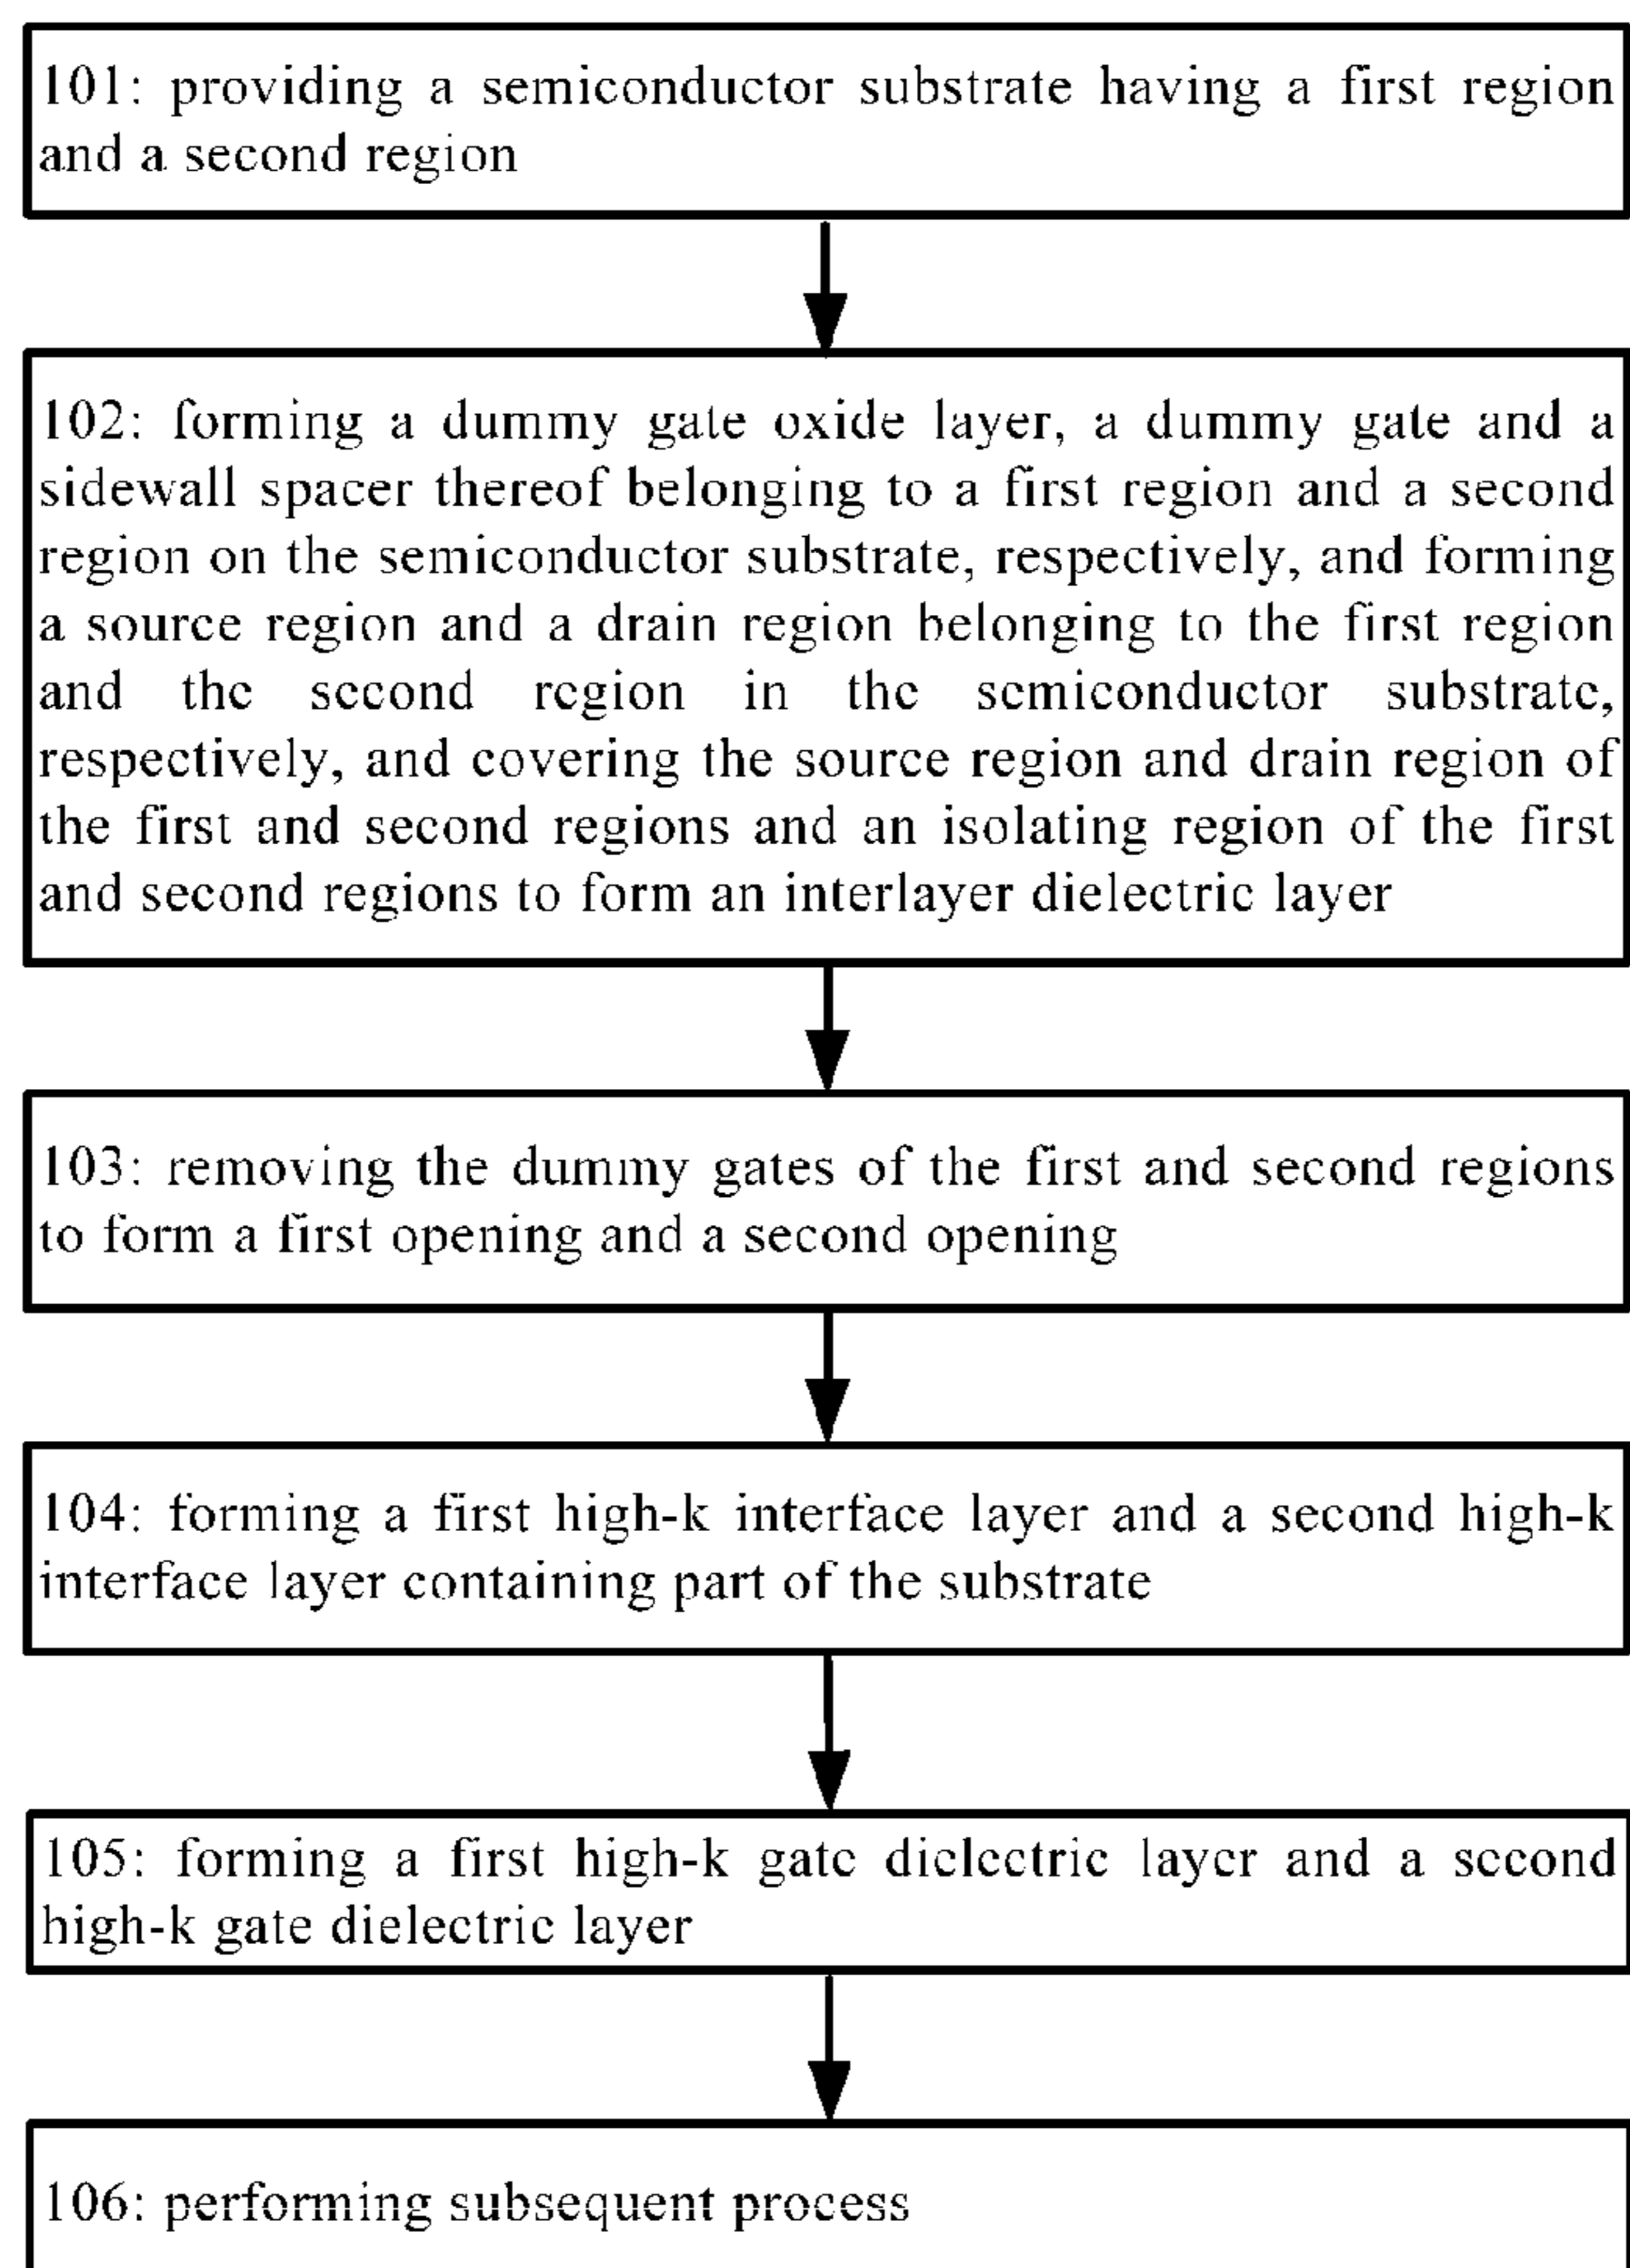 101: providing a semiconductor substrate having a first region
and a second region
102: forming a dummy gate oxide layer, a dummy gate and a
sidewall spacer thereof belonging to a first region and a second
region on the semiconductor substrate, respectively, and forming
a source region and a drain region belonging to the first region
and the second region in the semiconductor substrate,
respectively, and covering the source region and drain region of
the first and second regions and an isolating region of the first
and second regions to form an interlayer dielectric layer
103: removing the dummy gates of the first and second regions
to form a first opening and a second opening
104: forming a first high-k interface layer and a second high-k
interface layer containing part of the substrate
105: forming a first high-k gate dielectric layer and a second
high-k gate dielectric layer
106: performing subsequent process